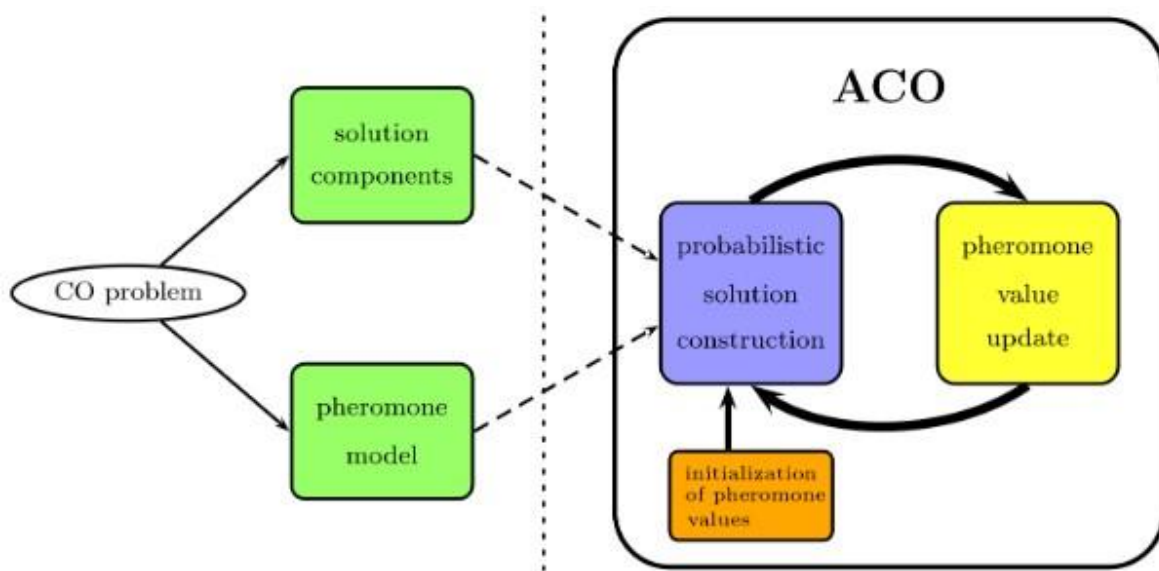 ACO
solution
components
CO problem
pheromone
model
probabilistic
solution
construction
pheromone
value
update
initialization
of pheromone
values